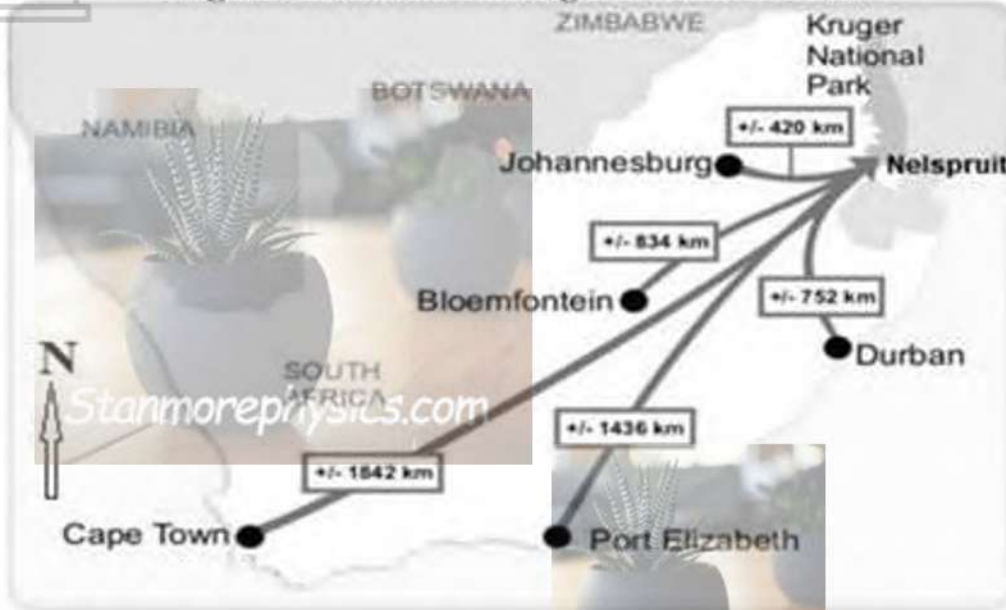 ZIMBABWE
Kruger
National
Park
BOTSWANA
NAMIBIA
+/- 420 km
Johannesburg
Nelspruit
+/- 834 km
Bloemfontein
+/- 752 km
Durban
N
SOUTH
AFRICA
Stanmorephysics.com
+/- 1436 km
+/- 1842 km
Cape Town
Port Elizabeth